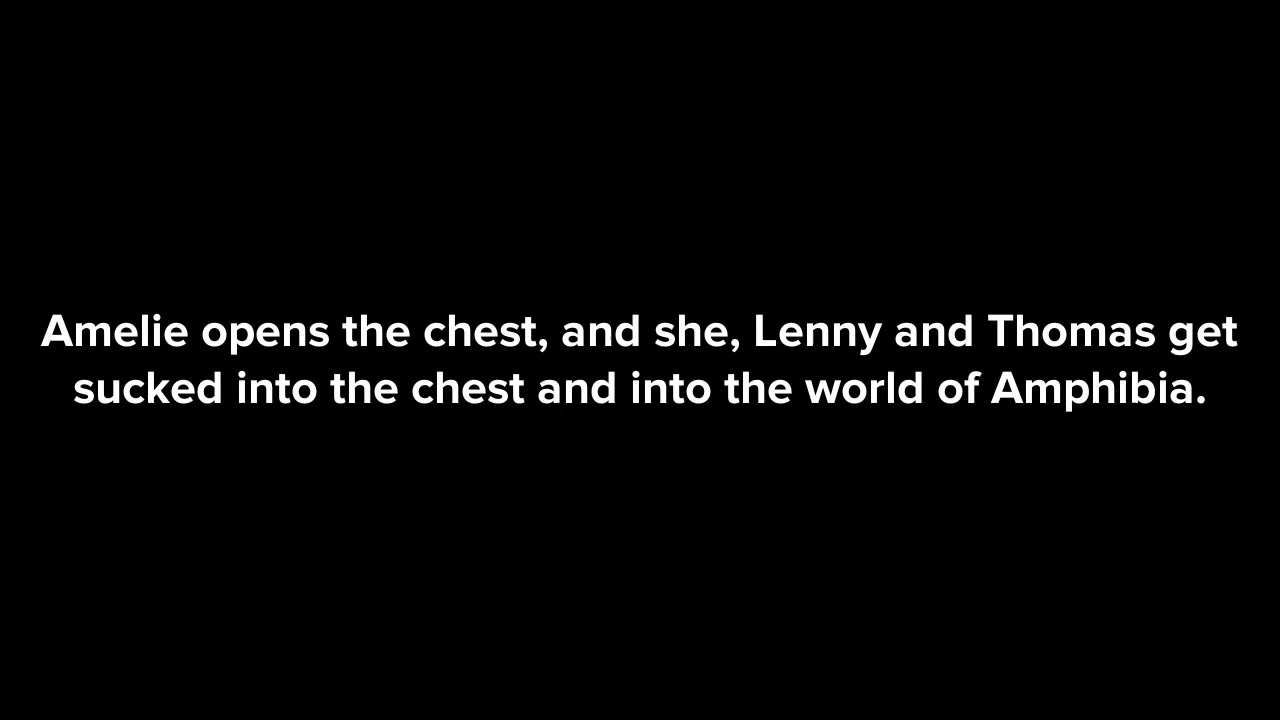 Amelie opens the chest, and she, Lenny and Thomas get
sucked into the chest and into the world of Amphibia.